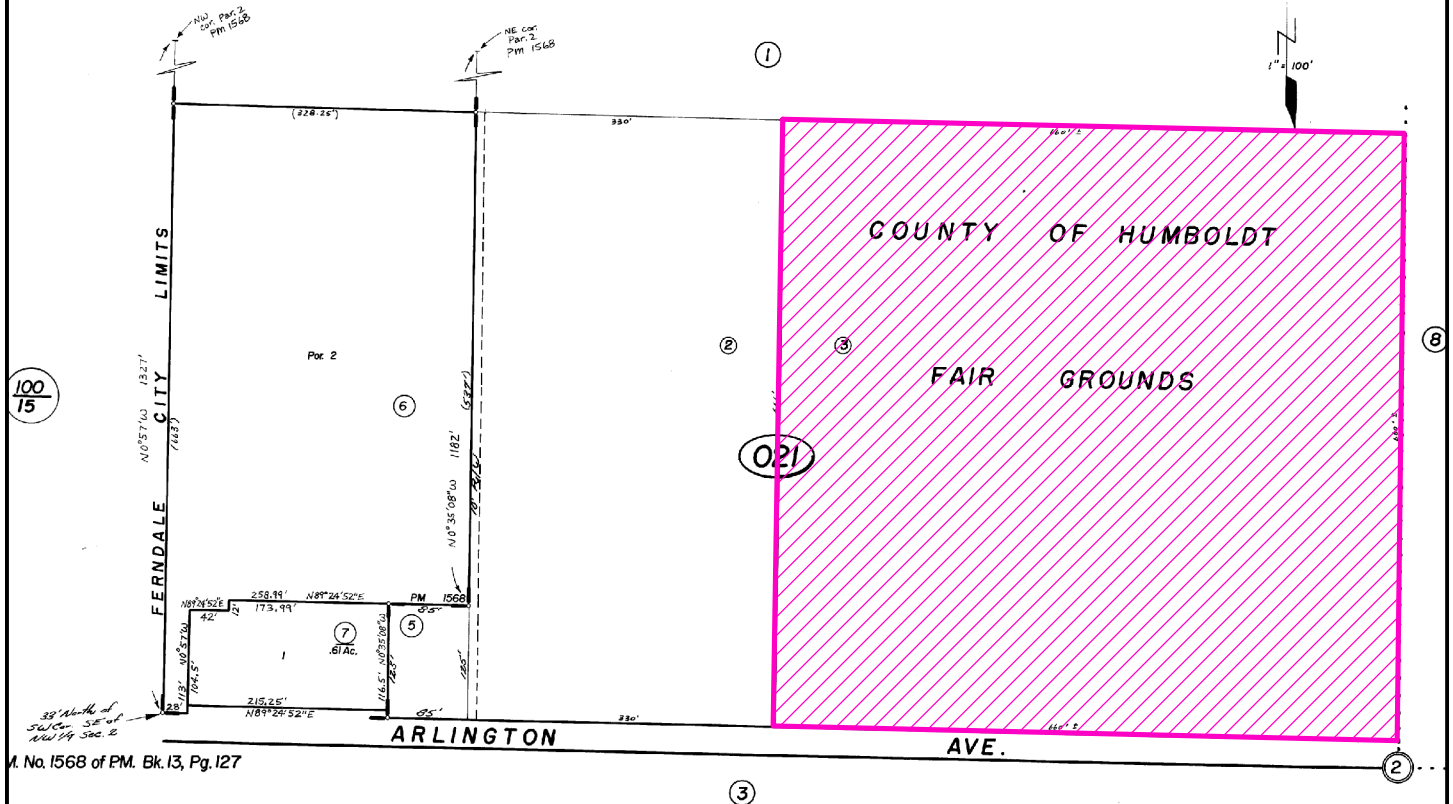 NW
cor. Par. 2
PM 1568
NE cor.
Par. 2
PM 1568
1
1" = 100'
(328.25')
330'
660' ±
COUNTY OF HUMBOLDT
FAIR GROUNDS
8
100
15
FERNDALE CITY LIMITS
N0°57'W 1327'
(663')
Por. 2
6
2
3
(537')
N0°35'08"W 1182'
021
660' ±
N89°24'52"E
42'
12'
258.99' N89°24'52"E
173.99'
PM 1568
85'
7
.61 Ac.
5
1
N0°57'W
113'
104.5'
N0°35'08"W
116.5'
125'
125'
28'
215.25'
N89°24'52"E
85'
330'
660' ±
33' North of
SW Cor. SE of
NW 1/4 Sec. 2
ARLINGTON AVE.
2
M. No. 1568 of PM. Bk. 13, Pg. 127
3